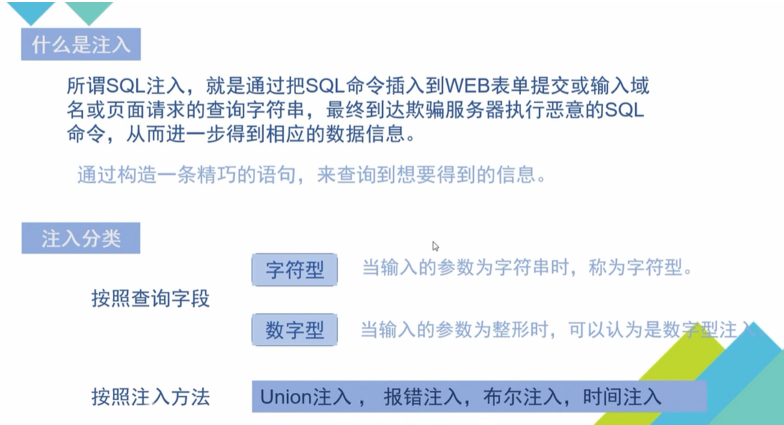 什么是注入
所谓SQL注入，就是通过把SQL命令插入到WEB表单提交或输入域
名或页面请求的查询字符串，最终到达欺骗服务器执行恶意的SQL
命令，从而进一步得到相应的数据信息。
通过构造一条精巧的语句，来查询到想要得到的信息。
注入分类
按照查询字段
字符型 当输入的参数为字符串时，称为字符型。
数字型 当输入的参数为整形时，可以认为是数字型注入
按照注入方法 Union注入 ， 报错注入，布尔注入，时间注入